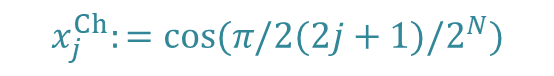 x_j^Ch := cos(π/2(2j + 1)/2^N)